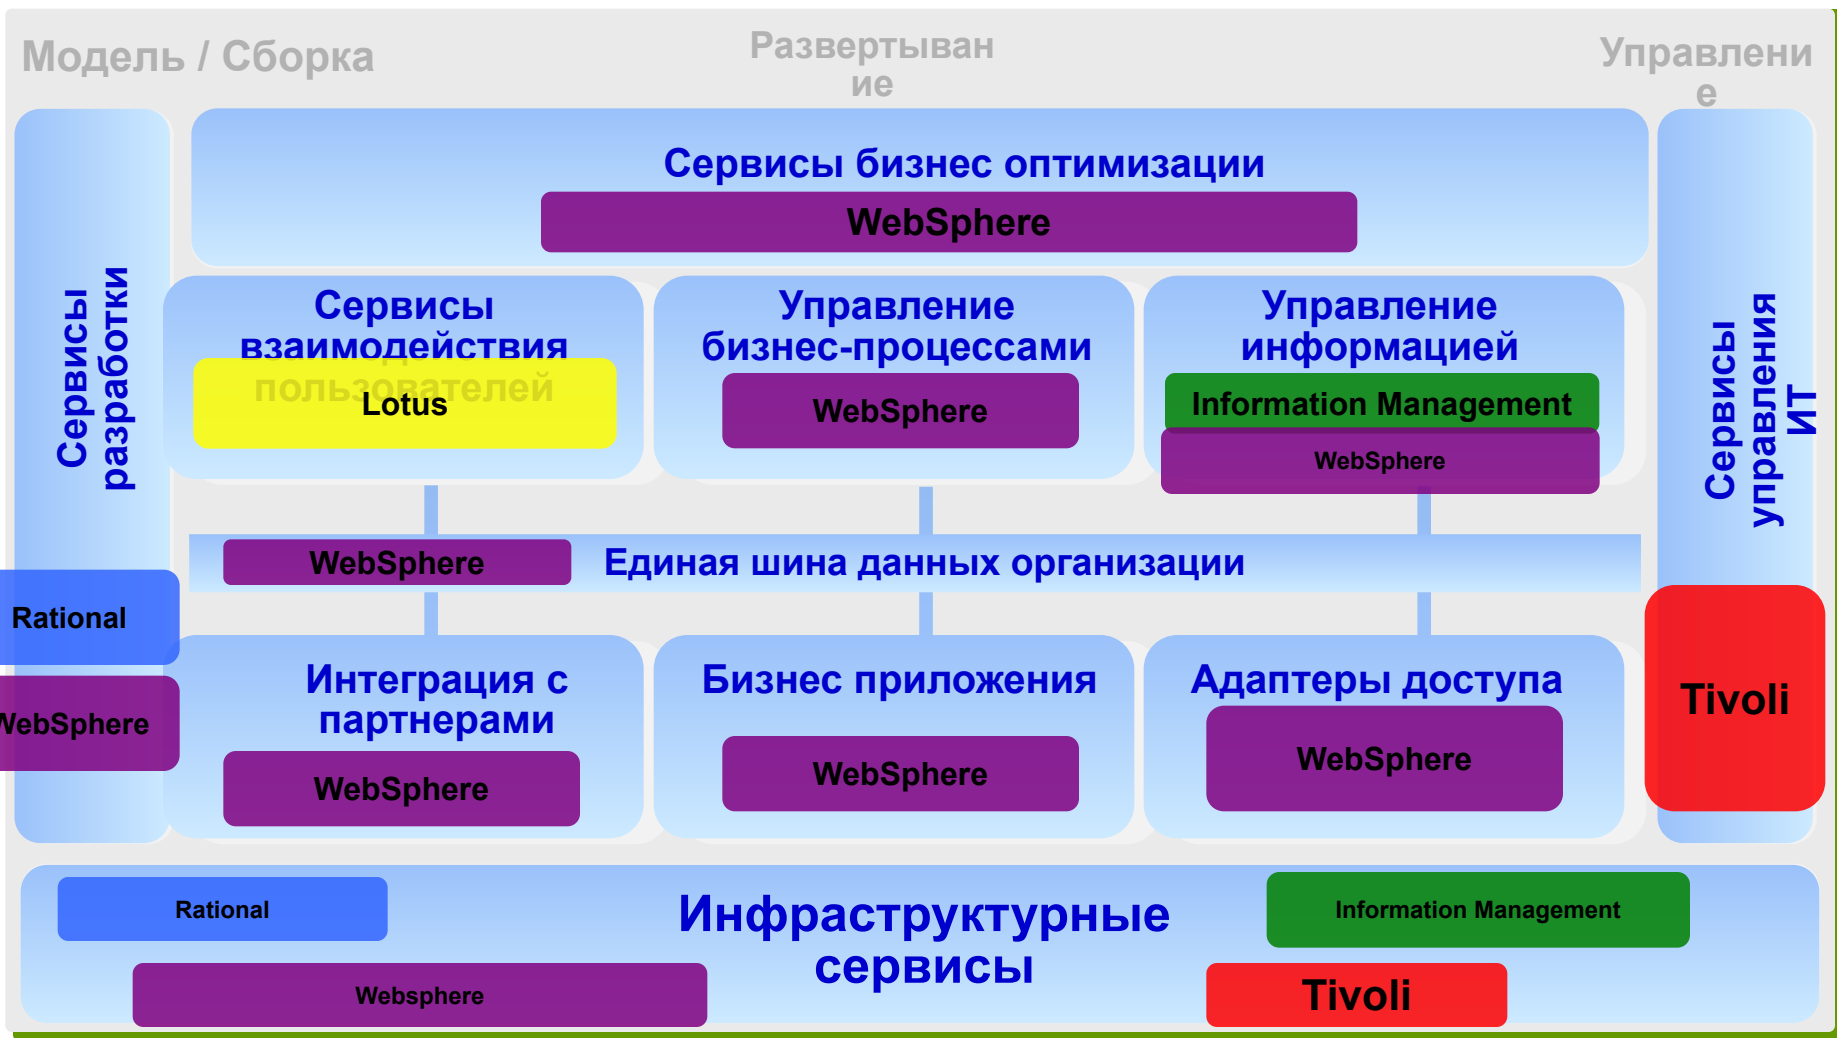 Модель / Сборка
Развертыван
ие
Управлени
е
Сервисы бизнес оптимизации
WebSphere
Сервисы
разработки
Сервисы
взаимодействия
пользователей
Lotus
Управление
бизнес-процессами
WebSphere
Управление
информацией
Information Management
WebSphere
Сервисы
управления
ИТ
WebSphere
Единая шина данных организации
Rational
WebSphere
Интеграция с
партнерами
WebSphere
Бизнес приложения
WebSphere
Адаптеры доступа
WebSphere
Tivoli
Rational
Инфраструктурные
сервисы
Information Management
Websphere
Tivoli